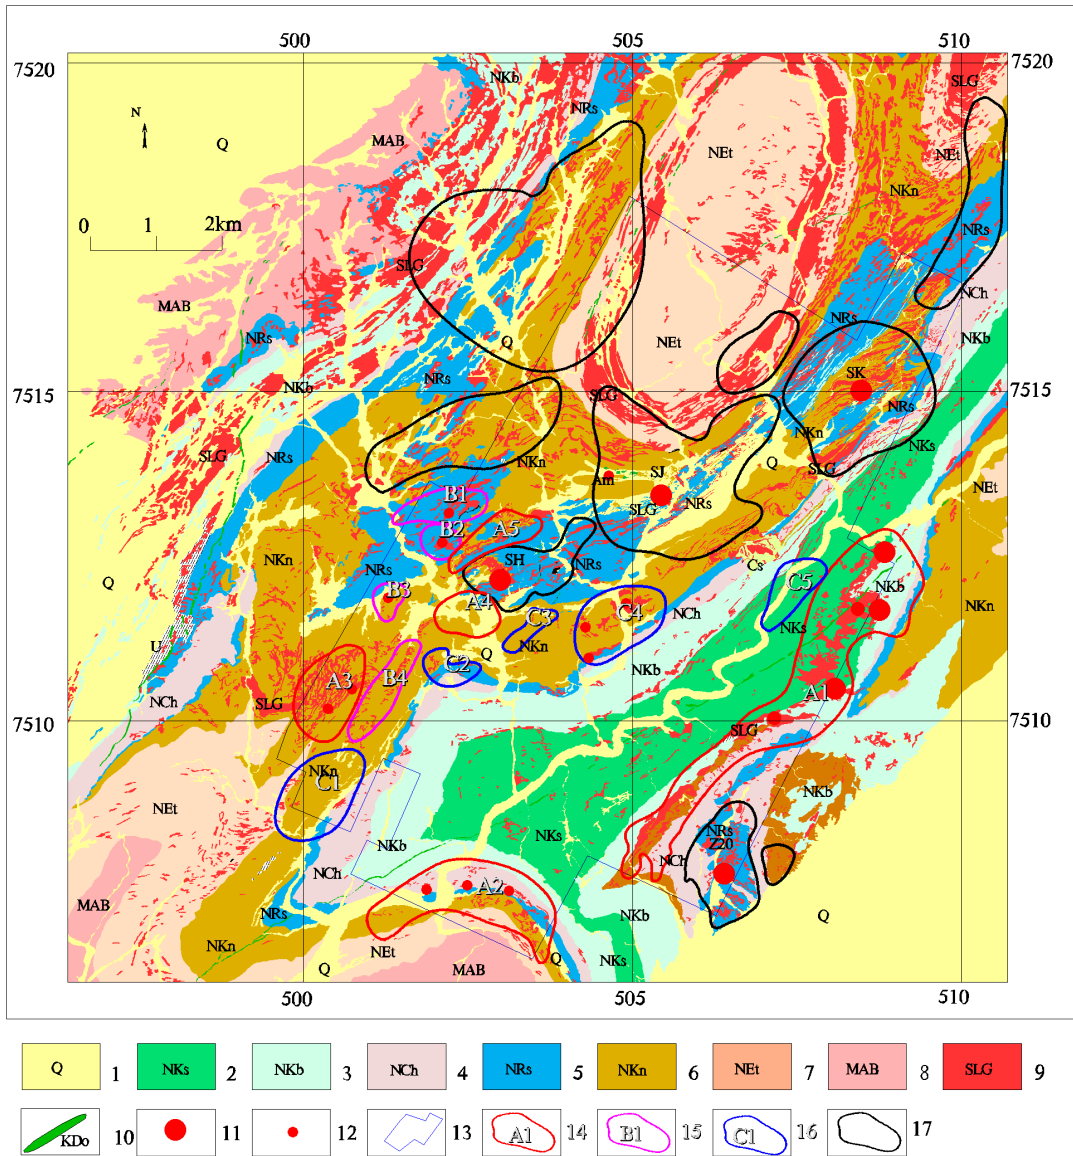 500 505 510
7520 7520
NKb SLG
NRs
N
MAB
Q NEt NEt
NKn
0 1 2km
NRs
SLG
NCh
MAB
NRs NRs NKb
Q NEt
NRs SK
7515 7515
NKb SLG NRs
NKn NKs
SLG NRs NKn Q SLG
Am SJ NEt
B1 SLG NRs
B2 A5
NKn SH NRs Cs
NRs C5 NKb
Q B3 A4 C4 NKn
C3 NCh
U NKn NKs
Q
C2 NKb
A3 B4 A1
NCh SLG
7510 SLG 7510
NKn
C1 NKb
NEt
NRs
NKb NKs Z20
NCh NCh
A2
MAB
NRs NKb Q
NKn NEt
Q MAB Q NKs
500 505 510
Q 1 NKs 2 NKb 3 NCh 4 NRs 5 NKn 6 NEt 7 MAB 8 SLG 9
KDo 10 11 12 13 A1 14 B1 15 C1 16 17